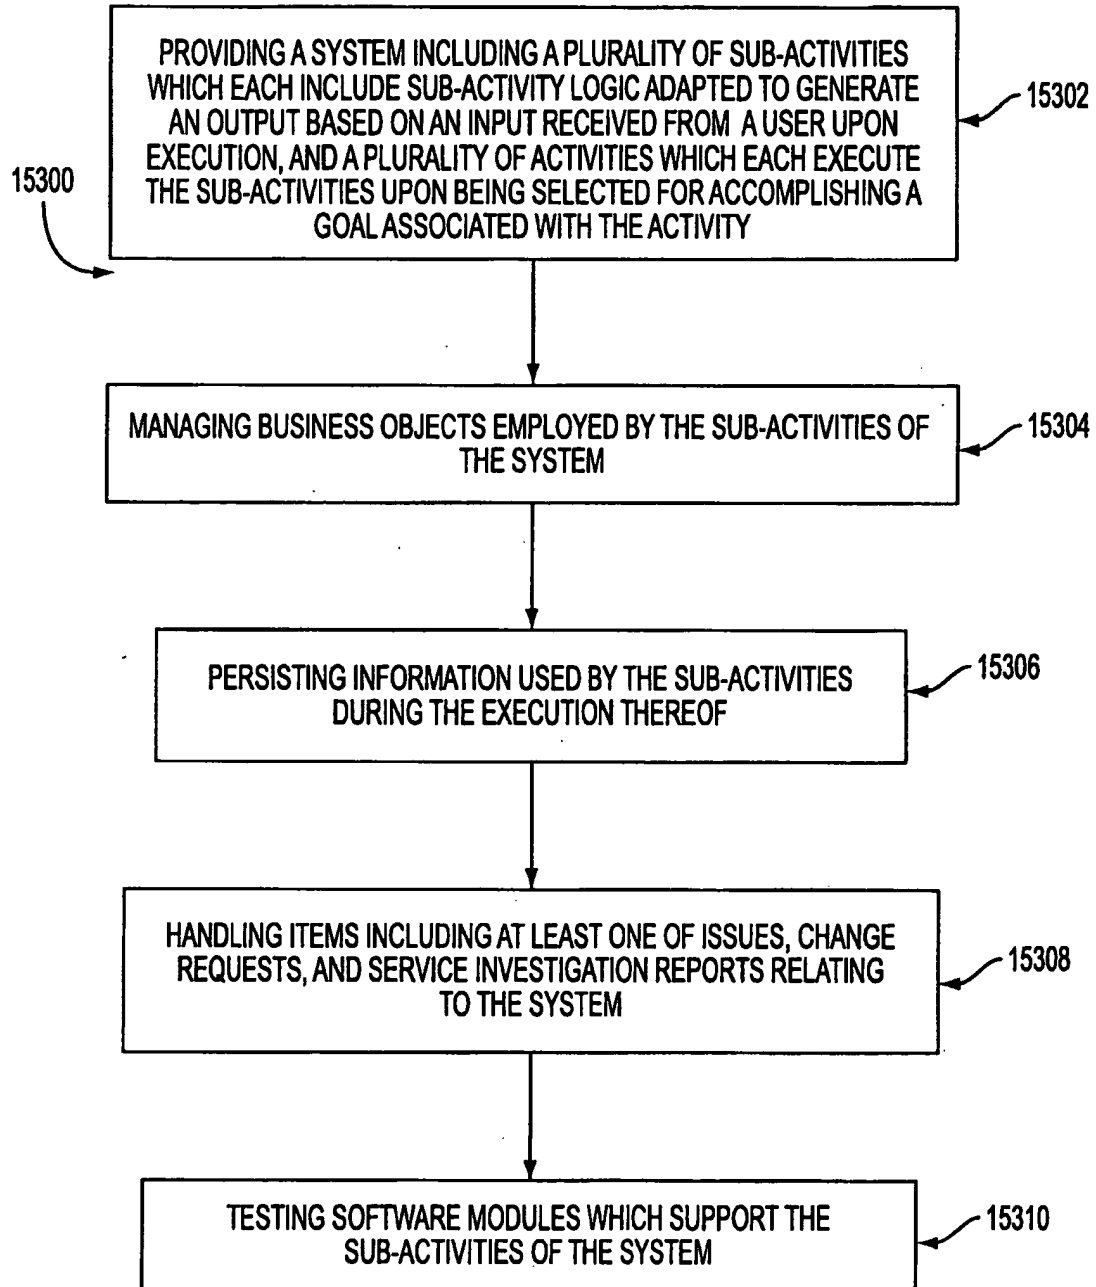 PROVIDING A SYSTEM INCLUDING A PLURALITY OF SUB-ACTIVITIES
WHICH EACH INCLUDE SUB-ACTIVITY LOGIC ADAPTED TO GENERATE
AN OUTPUT BASED ON AN INPUT RECEIVED FROM A USER UPON
EXECUTION, AND A PLURALITY OF ACTIVITIES WHICH EACH EXECUTE
THE SUB-ACTIVITIES UPON BEING SELECTED FOR ACCOMPLISHING A
GOAL ASSOCIATED WITH THE ACTIVITY
15302
15300
MANAGING BUSINESS OBJECTS EMPLOYED BY THE SUB-ACTIVITIES OF
THE SYSTEM
15304
PERSISTING INFORMATION USED BY THE SUB-ACTIVITIES
DURING THE EXECUTION THEREOF
15306
HANDLING ITEMS INCLUDING AT LEAST ONE OF ISSUES, CHANGE
REQUESTS, AND SERVICE INVESTIGATION REPORTS RELATING
TO THE SYSTEM
15308
TESTING SOFTWARE MODULES WHICH SUPPORT THE
SUB-ACTIVITIES OF THE SYSTEM
15310